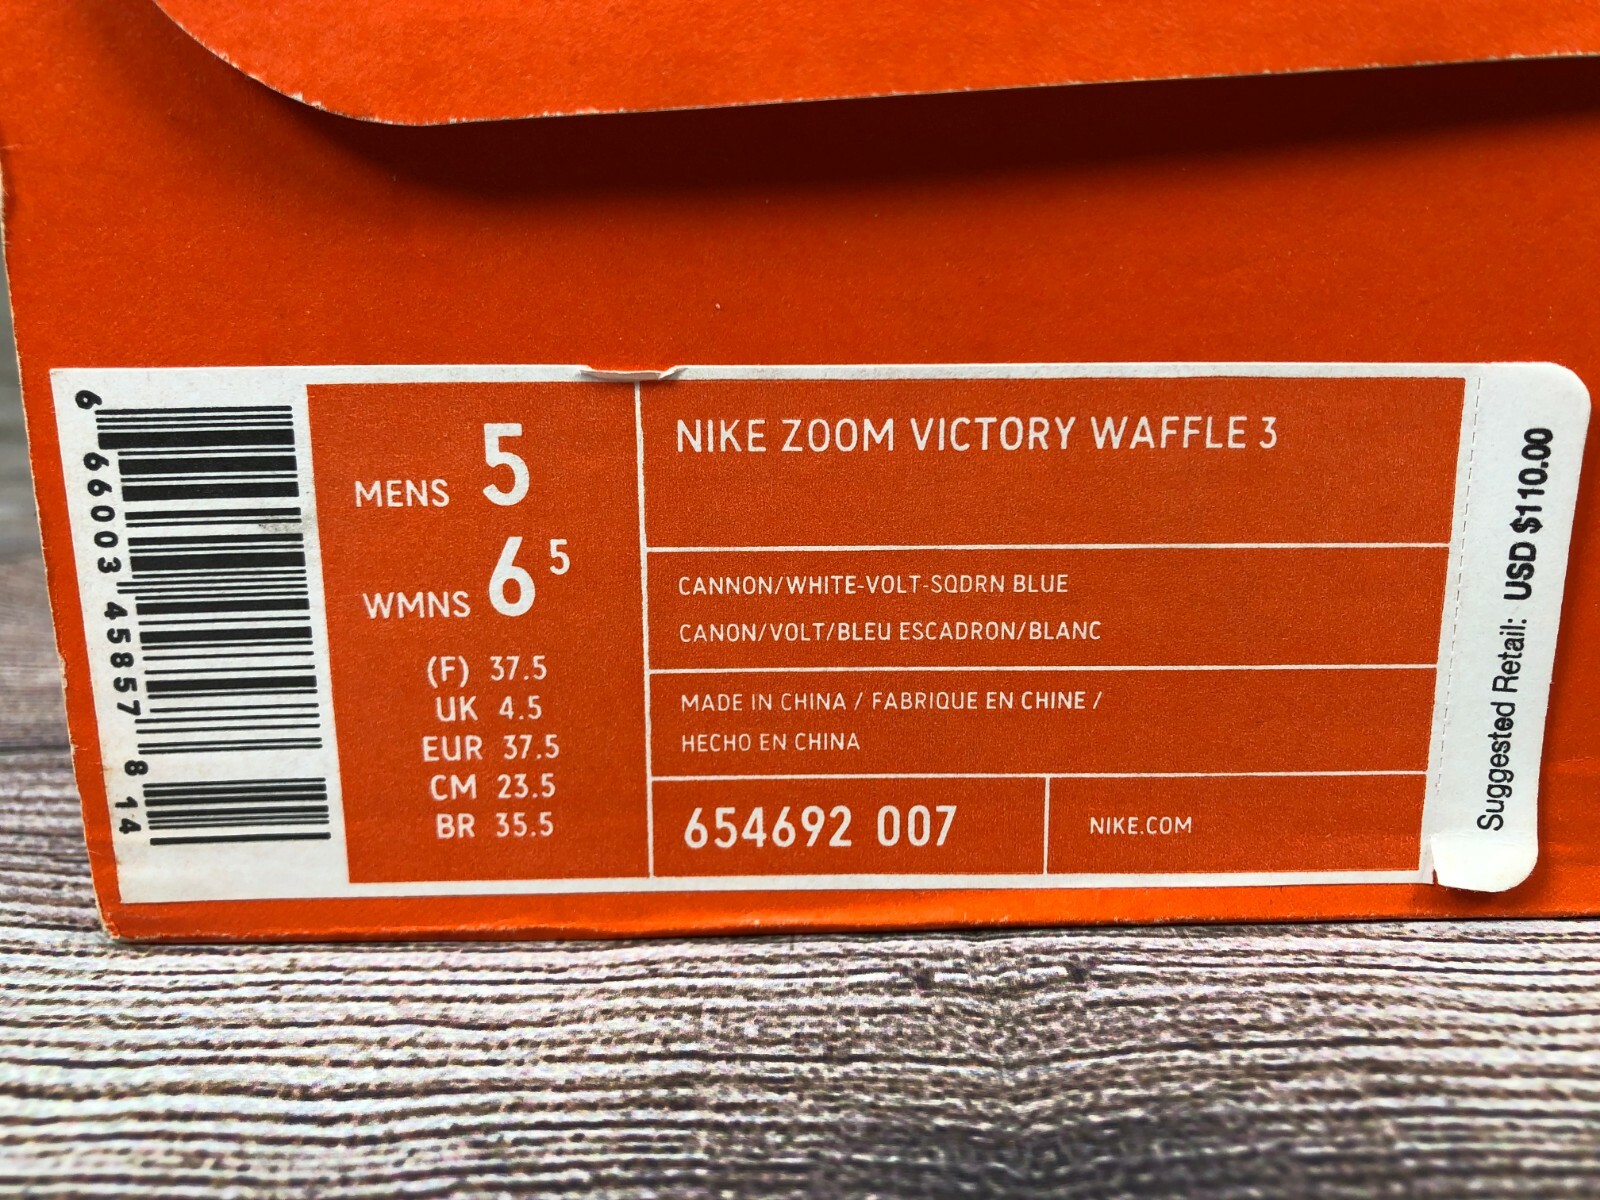 6 66003 45857 8 14
MENS 5
WMNS 6 5
(F) 37.5
UK 4.5
EUR 37.5
CM 23.5
BR 35.5
NIKE ZOOM VICTORY WAFFLE 3
CANNON/WHITE-VOLT-SQDRN BLUE
CANON/VOLT/BLEU ESCADRON/BLANC
MADE IN CHINA / FABRIQUE EN CHINE /
HECHO EN CHINA
654692 007
NIKE.COM
Suggested Retail: USD $110.00